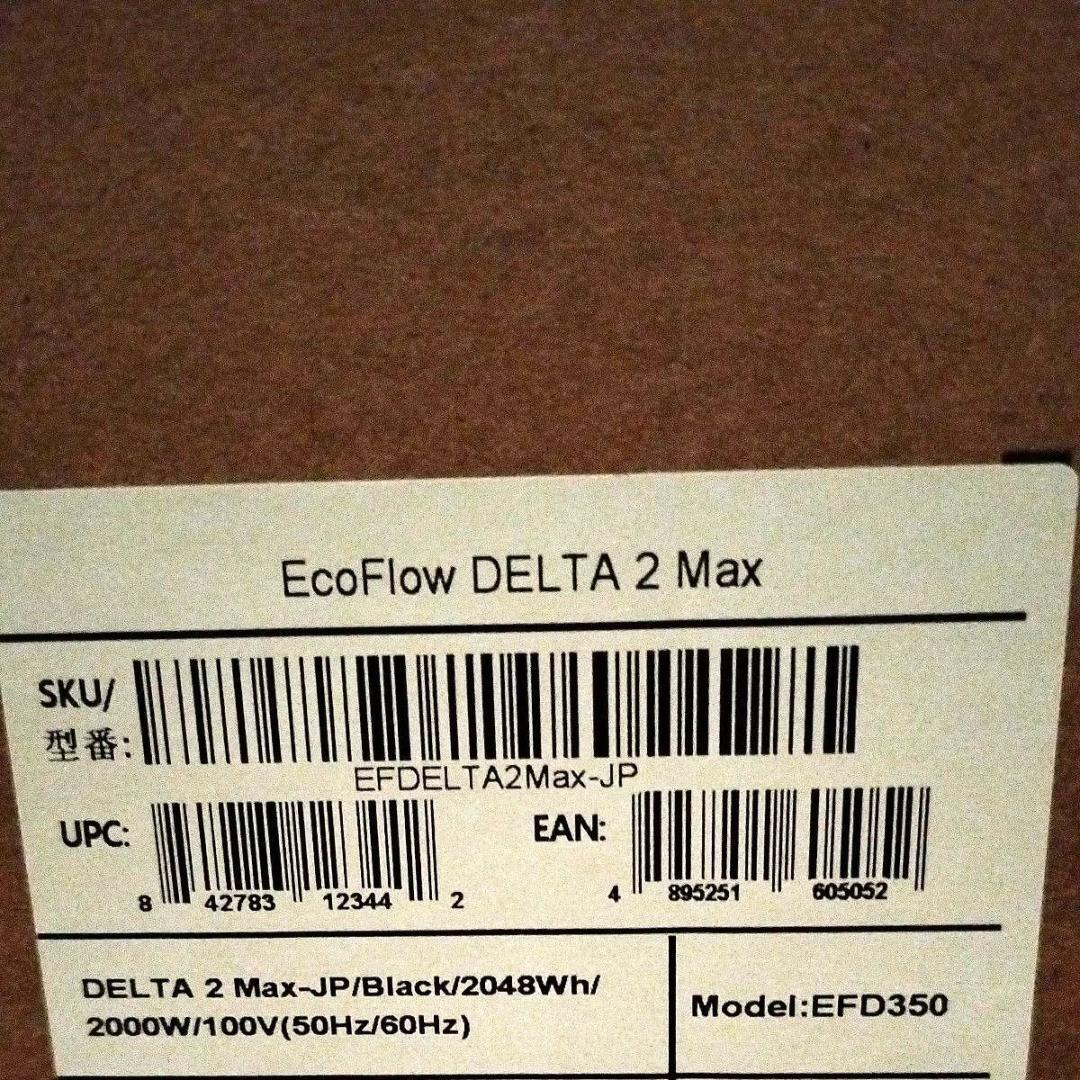 EcoFlow DELTA 2 Max
SKU/
型番:
EFDELTA2Max-JP
UPC:
8 42783 12344 2
EAN:
4 895251 605052
DELTA 2 Max-JP/Black/2048Wh/
2000W/100V(50Hz/60Hz)
Model:EFD350